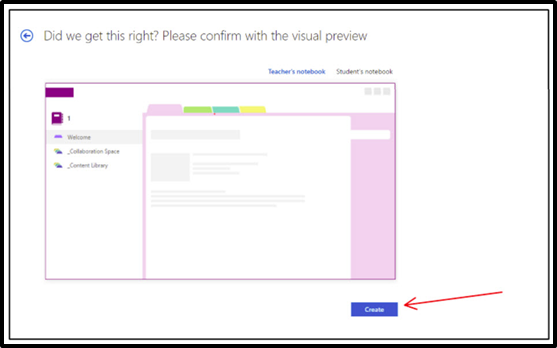 Did we get this right? Please confirm with the visual preview
Teacher's notebook Student's notebook
1
Welcome
_Collaboration Space
_Content Library
Create